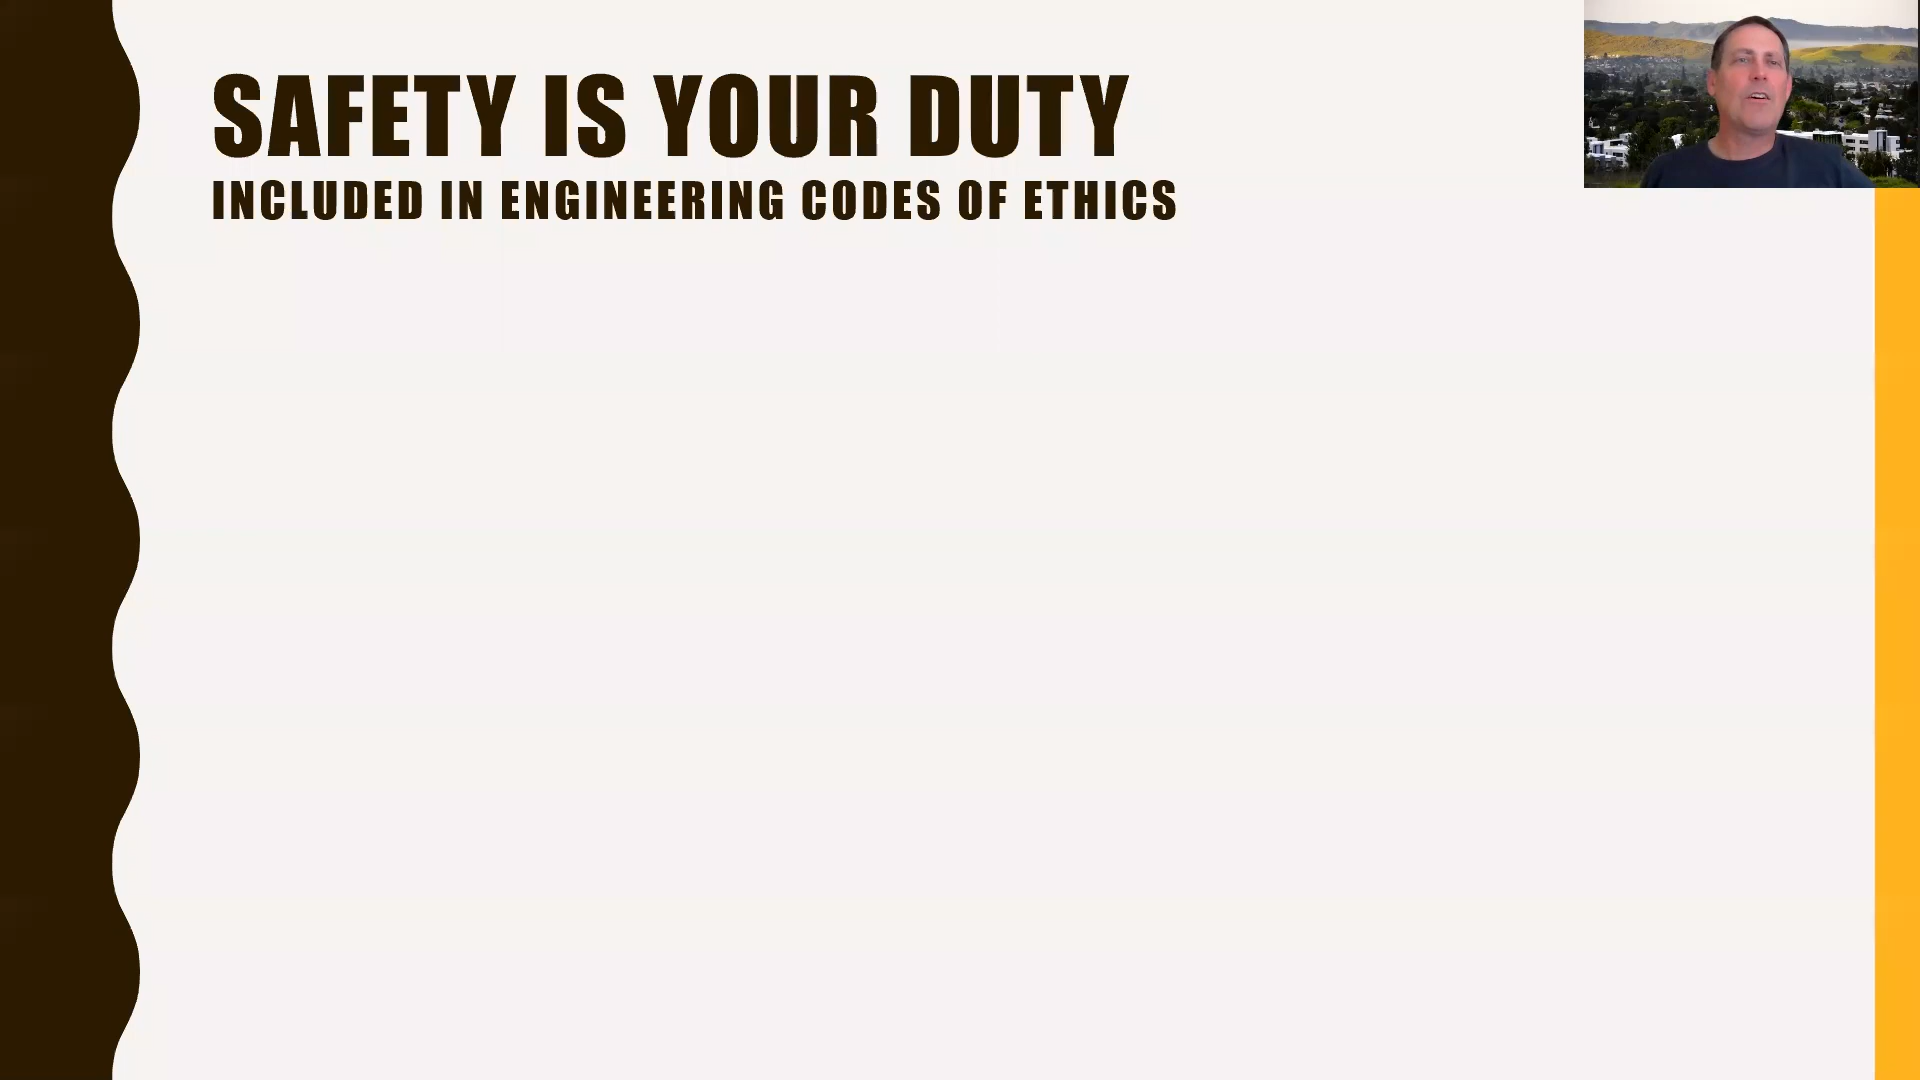 SAFETY IS YOUR DUTY
INCLUDED IN ENGINEERING CODES OF ETHICS